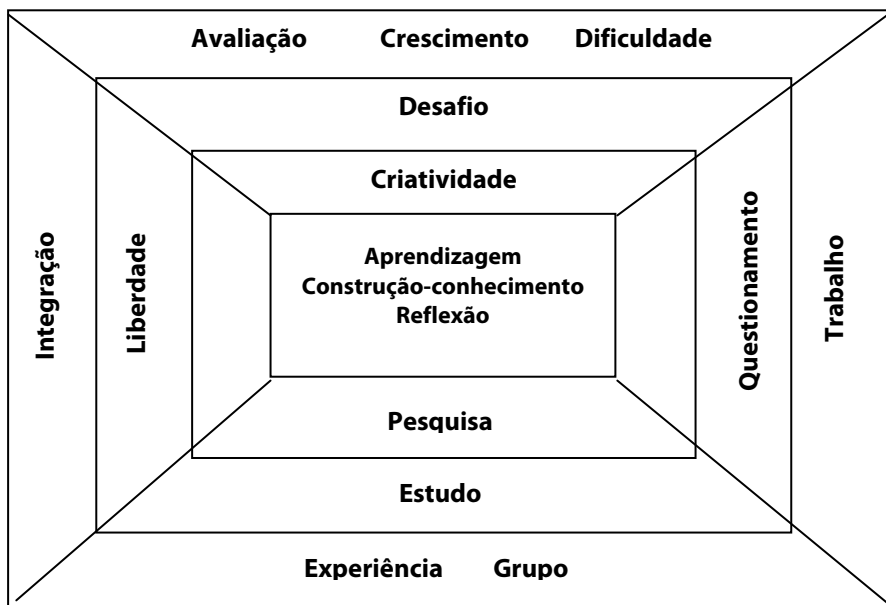 Avaliação Crescimento Dificuldade
Desafio
Criatividade
Integração
Liberdade
Aprendizagem
Construção-conhecimento
Reflexão
Questionamento
Trabalho
Pesquisa
Estudo
Experiência Grupo